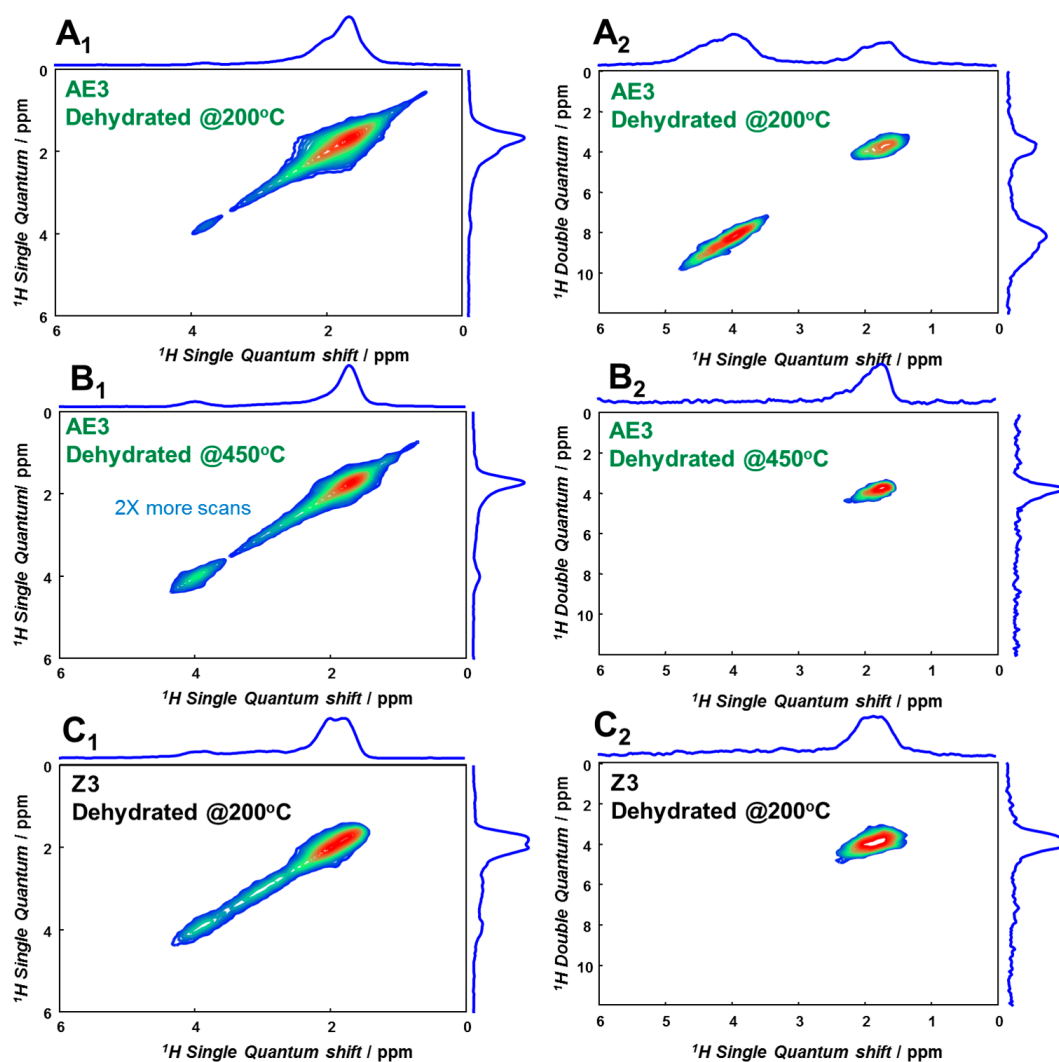 A1
AE3
Dehydrated @200°C
0
2
4
6
1H Single Quantum / ppm
6
4
2
0
1H Single Quantum shift / ppm
A2
AE3
Dehydrated @200°C
0
2
4
6
8
10
1H Double Quantum / ppm
6
5
4
3
2
1
0
1H Single Quantum shift / ppm
B1
AE3
Dehydrated @450°C
2X more scans
0
2
4
6
1H Single Quantum/ ppm
6
4
2
0
1H Single Quantum shift / ppm
B2
AE3
Dehydrated @450°C
0
2
4
6
8
10
1H Double Quantum / ppm
6
5
4
3
2
1
0
1H Single Quantum shift / ppm
C1
Z3
Dehydrated @200°C
0
2
4
6
1H Single Quantum / ppm
6
4
2
0
1H Single Quantum shift / ppm
C2
Z3
Dehydrated @200°C
0
2
4
6
8
10
1H Double Quantum / ppm
6
5
4
3
2
1
0
1H Single Quantum shift / ppm